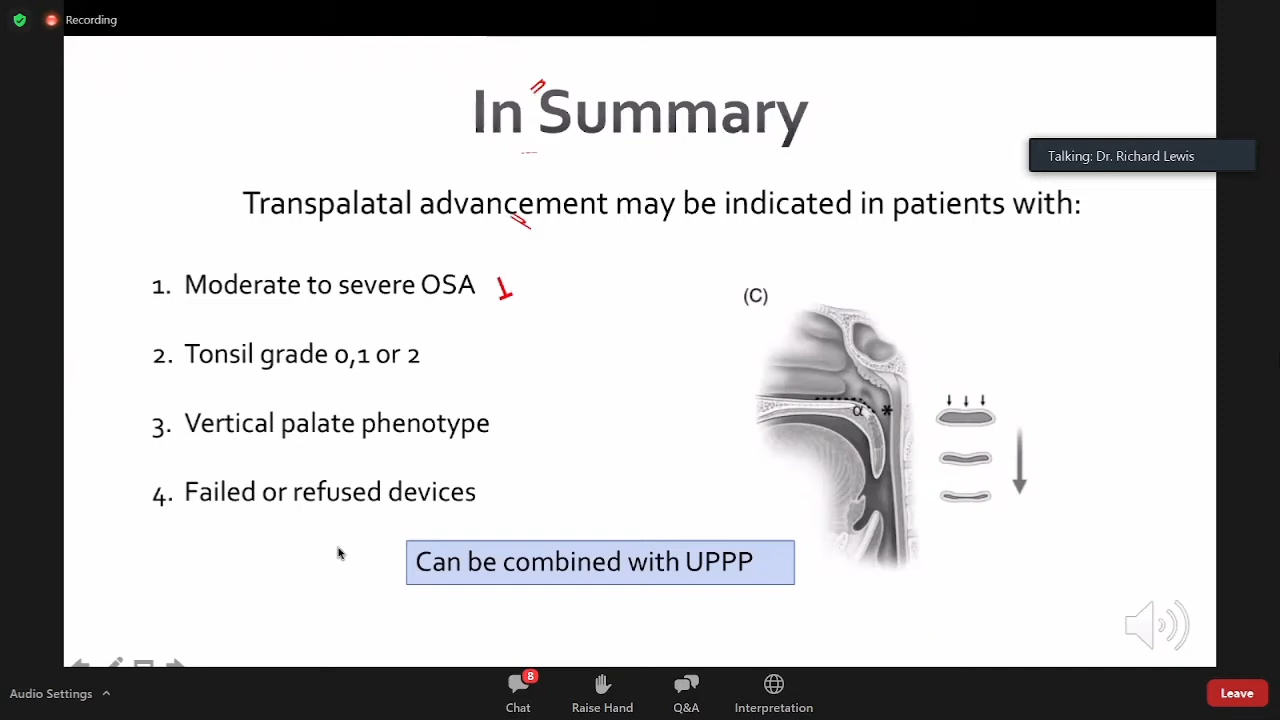 Recording
In Summary
Talking: Dr. Richard Lewis
Transpalatal advancement may be indicated in patients with:
1. Moderate to severe OSA
2. Tonsil grade 0,1 or 2
3. Vertical palate phenotype
4. Failed or refused devices
(C)
α *
Can be combined with UPPP
Audio Settings
8
Chat
Raise Hand
Q&A
Interpretation
Leave